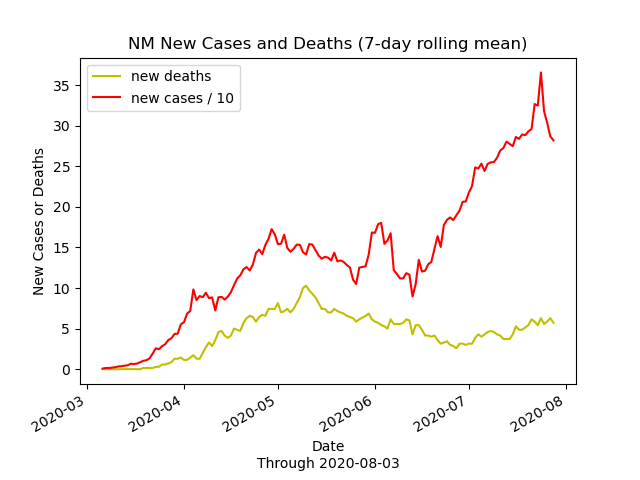 NM New Cases and Deaths (7-day rolling mean)
new deaths
new cases / 10
New Cases or Deaths
35
30
25
20
15
10
5
0
2020-03
2020-04
2020-05
2020-06
2020-07
2020-08
Date
Through 2020-08-03